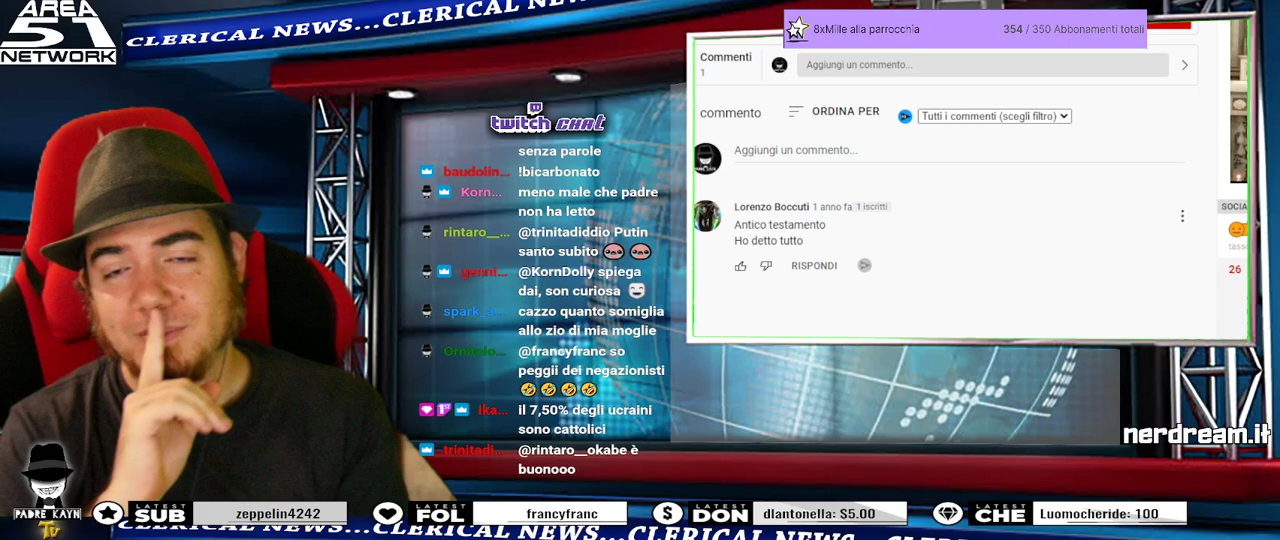 AREA
51
NETWORK
CLERICAL NEWS...CLERICAL NEW
8xMille alla parrocchia
354 / 350 Abbonamenti totali
Commenti
1
Aggiungi un commento...
commento
ORDINA PER
Tutti i commenti (scegli filtro)
Aggiungi un commento...
Lorenzo Boccuti 1 anno fa 1 iscritti
Antico testamento
Ho detto tutto
RISPONDI
SOCIA
tass
26
twitch CHAT
senza parole
baudolin... !bicarbonato
Korn... meno male che padre
non ha letto
rintaro__... @trinitadiddio Putin
santo subito
@KornDolly spiega
dai, son curiosa
spark_a... cazzo quanto somiglia
allo zio di mia moglie
@francyfranc so
peggii dei negazionisti
Ika... il 7,50% degli ucraini
sono cattolici
trinitadi... @rintaro__okabe è
buonooo
nerdream.it
PADRE KAYN
Tv
LATEST
SUB
zeppelin4242
LATEST
FOL
francyfranc
LATEST
DON
dlantonella: $5.00
LATEST
CHE
Luomocheride: 100
CLERICAL NEWS...CLERICAL NEWS...CLERICAL NEWS...